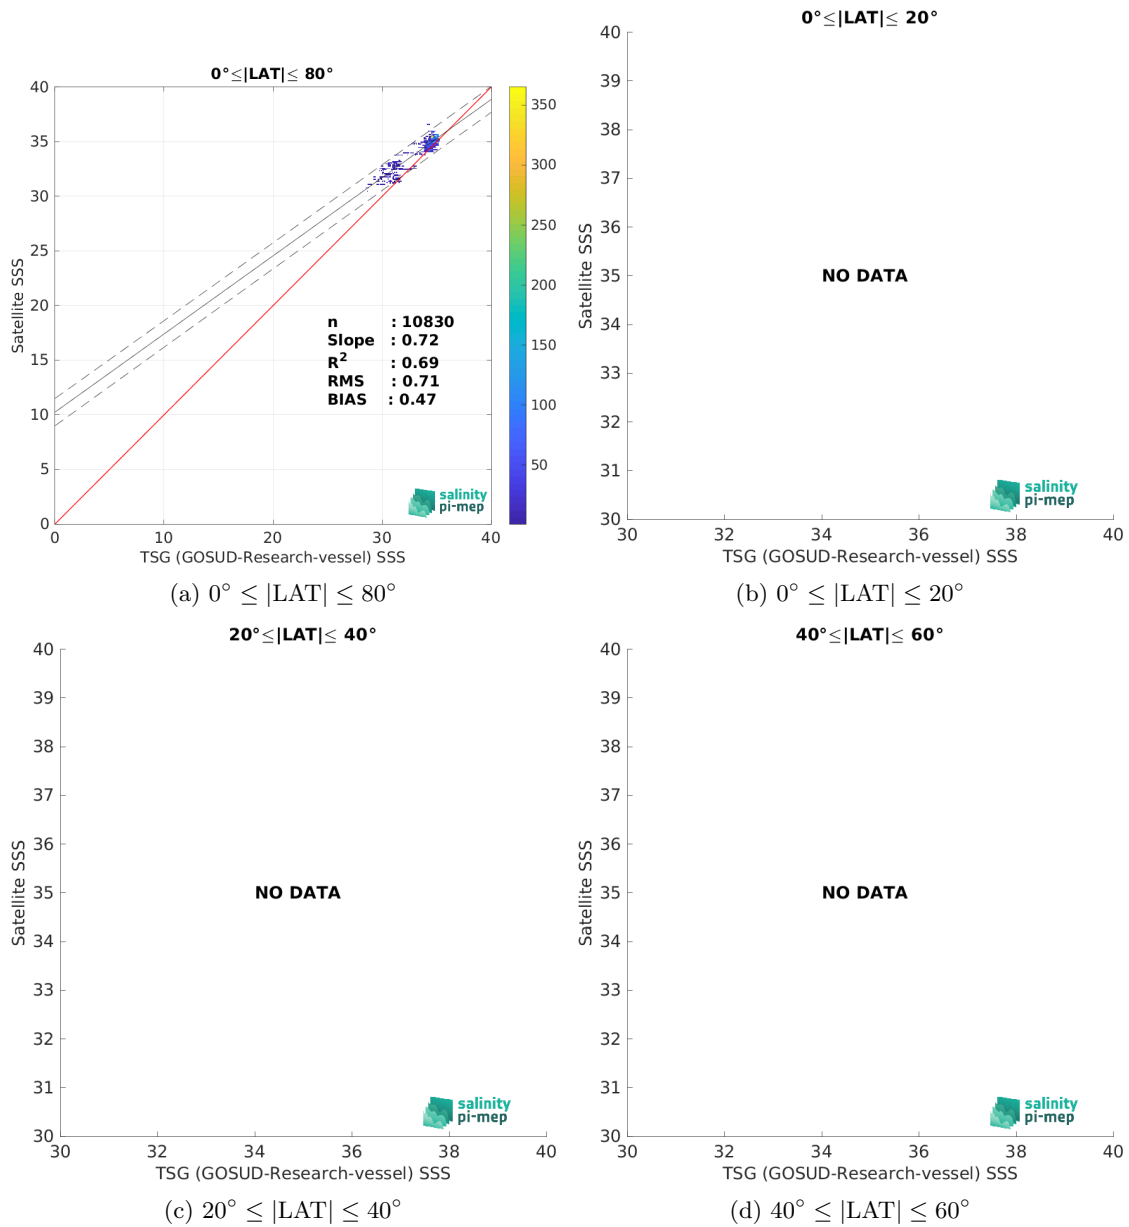 0°≤|LAT|≤ 80°
40
35
30
25
20
15
10
5
0
0
10
20
30
40
Satellite SSS
TSG (GOSUD-Research-vessel) SSS
n : 10830
Slope : 0.72
R2 : 0.69
RMS : 0.71
BIAS : 0.47
350
300
250
200
150
100
50
salinity
pi-mep
(a) 0° ≤ |LAT| ≤ 80°
0°≤|LAT|≤ 20°
40
39
38
37
36
35
34
33
32
31
30
30
32
34
36
38
40
Satellite SSS
NO DATA
TSG (GOSUD-Research-vessel) SSS
salinity
pi-mep
(b) 0° ≤ |LAT| ≤ 20°
20°≤|LAT|≤ 40°
40
39
38
37
36
35
34
33
32
31
30
30
32
34
36
38
40
Satellite SSS
NO DATA
TSG (GOSUD-Research-vessel) SSS
salinity
pi-mep
(c) 20° ≤ |LAT| ≤ 40°
40°≤|LAT|≤ 60°
40
39
38
37
36
35
34
33
32
31
30
30
32
34
36
38
40
Satellite SSS
NO DATA
TSG (GOSUD-Research-vessel) SSS
salinity
pi-mep
(d) 40° ≤ |LAT| ≤ 60°